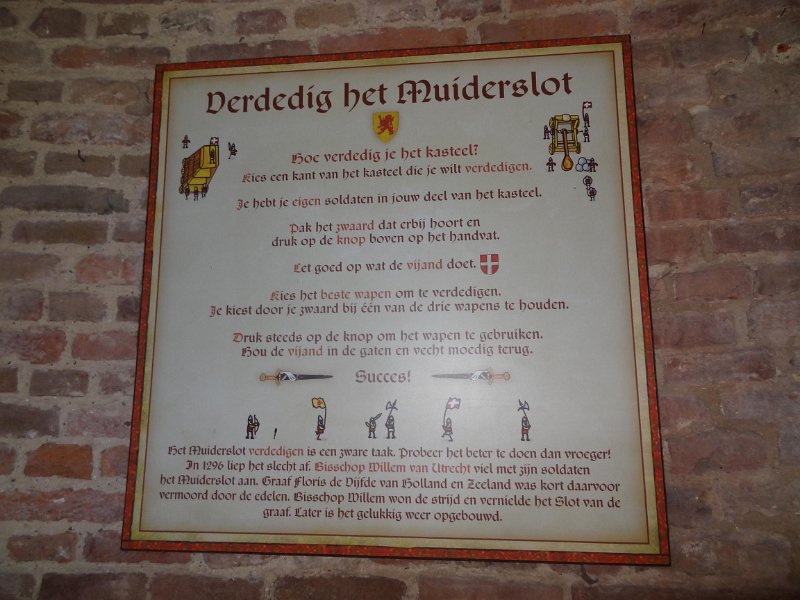 Verdedig het Muiderslot
Hoe verdedig je het kasteel?
Kies een kant van het kasteel die je wilt verdedigen.
Je hebt je eigen soldaten in jouw deel van het kasteel.
Pak het zwaard dat erbij hoort en
druk op de knop boven op het handvat.
Let goed op wat de vijand doet.
Kies het beste wapen om te verdedigen.
Je kiest door je zwaard bij één van de drie wapens te houden.
Druk steeds op de knop om het wapen te gebruiken.
Hou de vijand in de gaten en vecht moedig terug.
Succes!
Het Muiderslot verdedigen is een zware taak. Probeer het beter te doen dan vroeger!
In 1296 liep het slecht af. Bisschop Willem van Utrecht viel met zijn soldaten
het Muiderslot aan. Graaf Floris de Vijfde van Holland en Zeeland was kort daarvoor
vermoord door de edelen. Bisschop Willem won de strijd en vernielde het Slot van de
graaf. Later is het gelukkig weer opgebouwd.